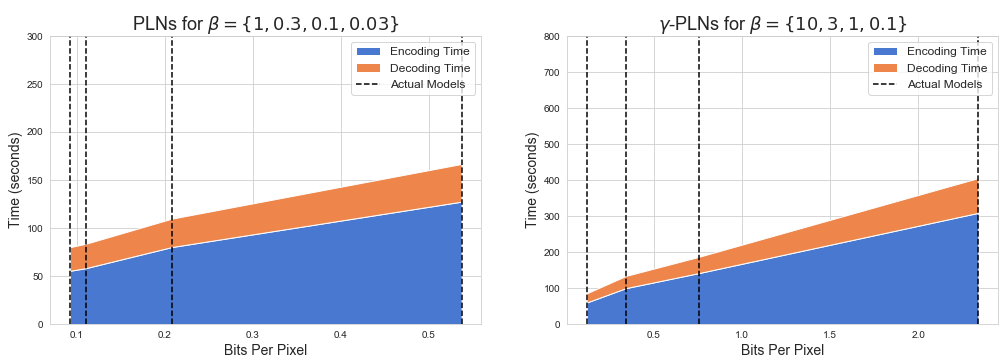 PLNs for β = {1, 0.3, 0.1, 0.03}
300
250
200
150
100
50
0
Time (seconds)
Encoding Time
Decoding Time
Actual Models
0.1 0.2 0.3 0.4 0.5
Bits Per Pixel
γ-PLNs for β = {10, 3, 1, 0.1}
800
700
600
500
400
300
200
100
0
Time (seconds)
Encoding Time
Decoding Time
Actual Models
0.5 1.0 1.5 2.0
Bits Per Pixel